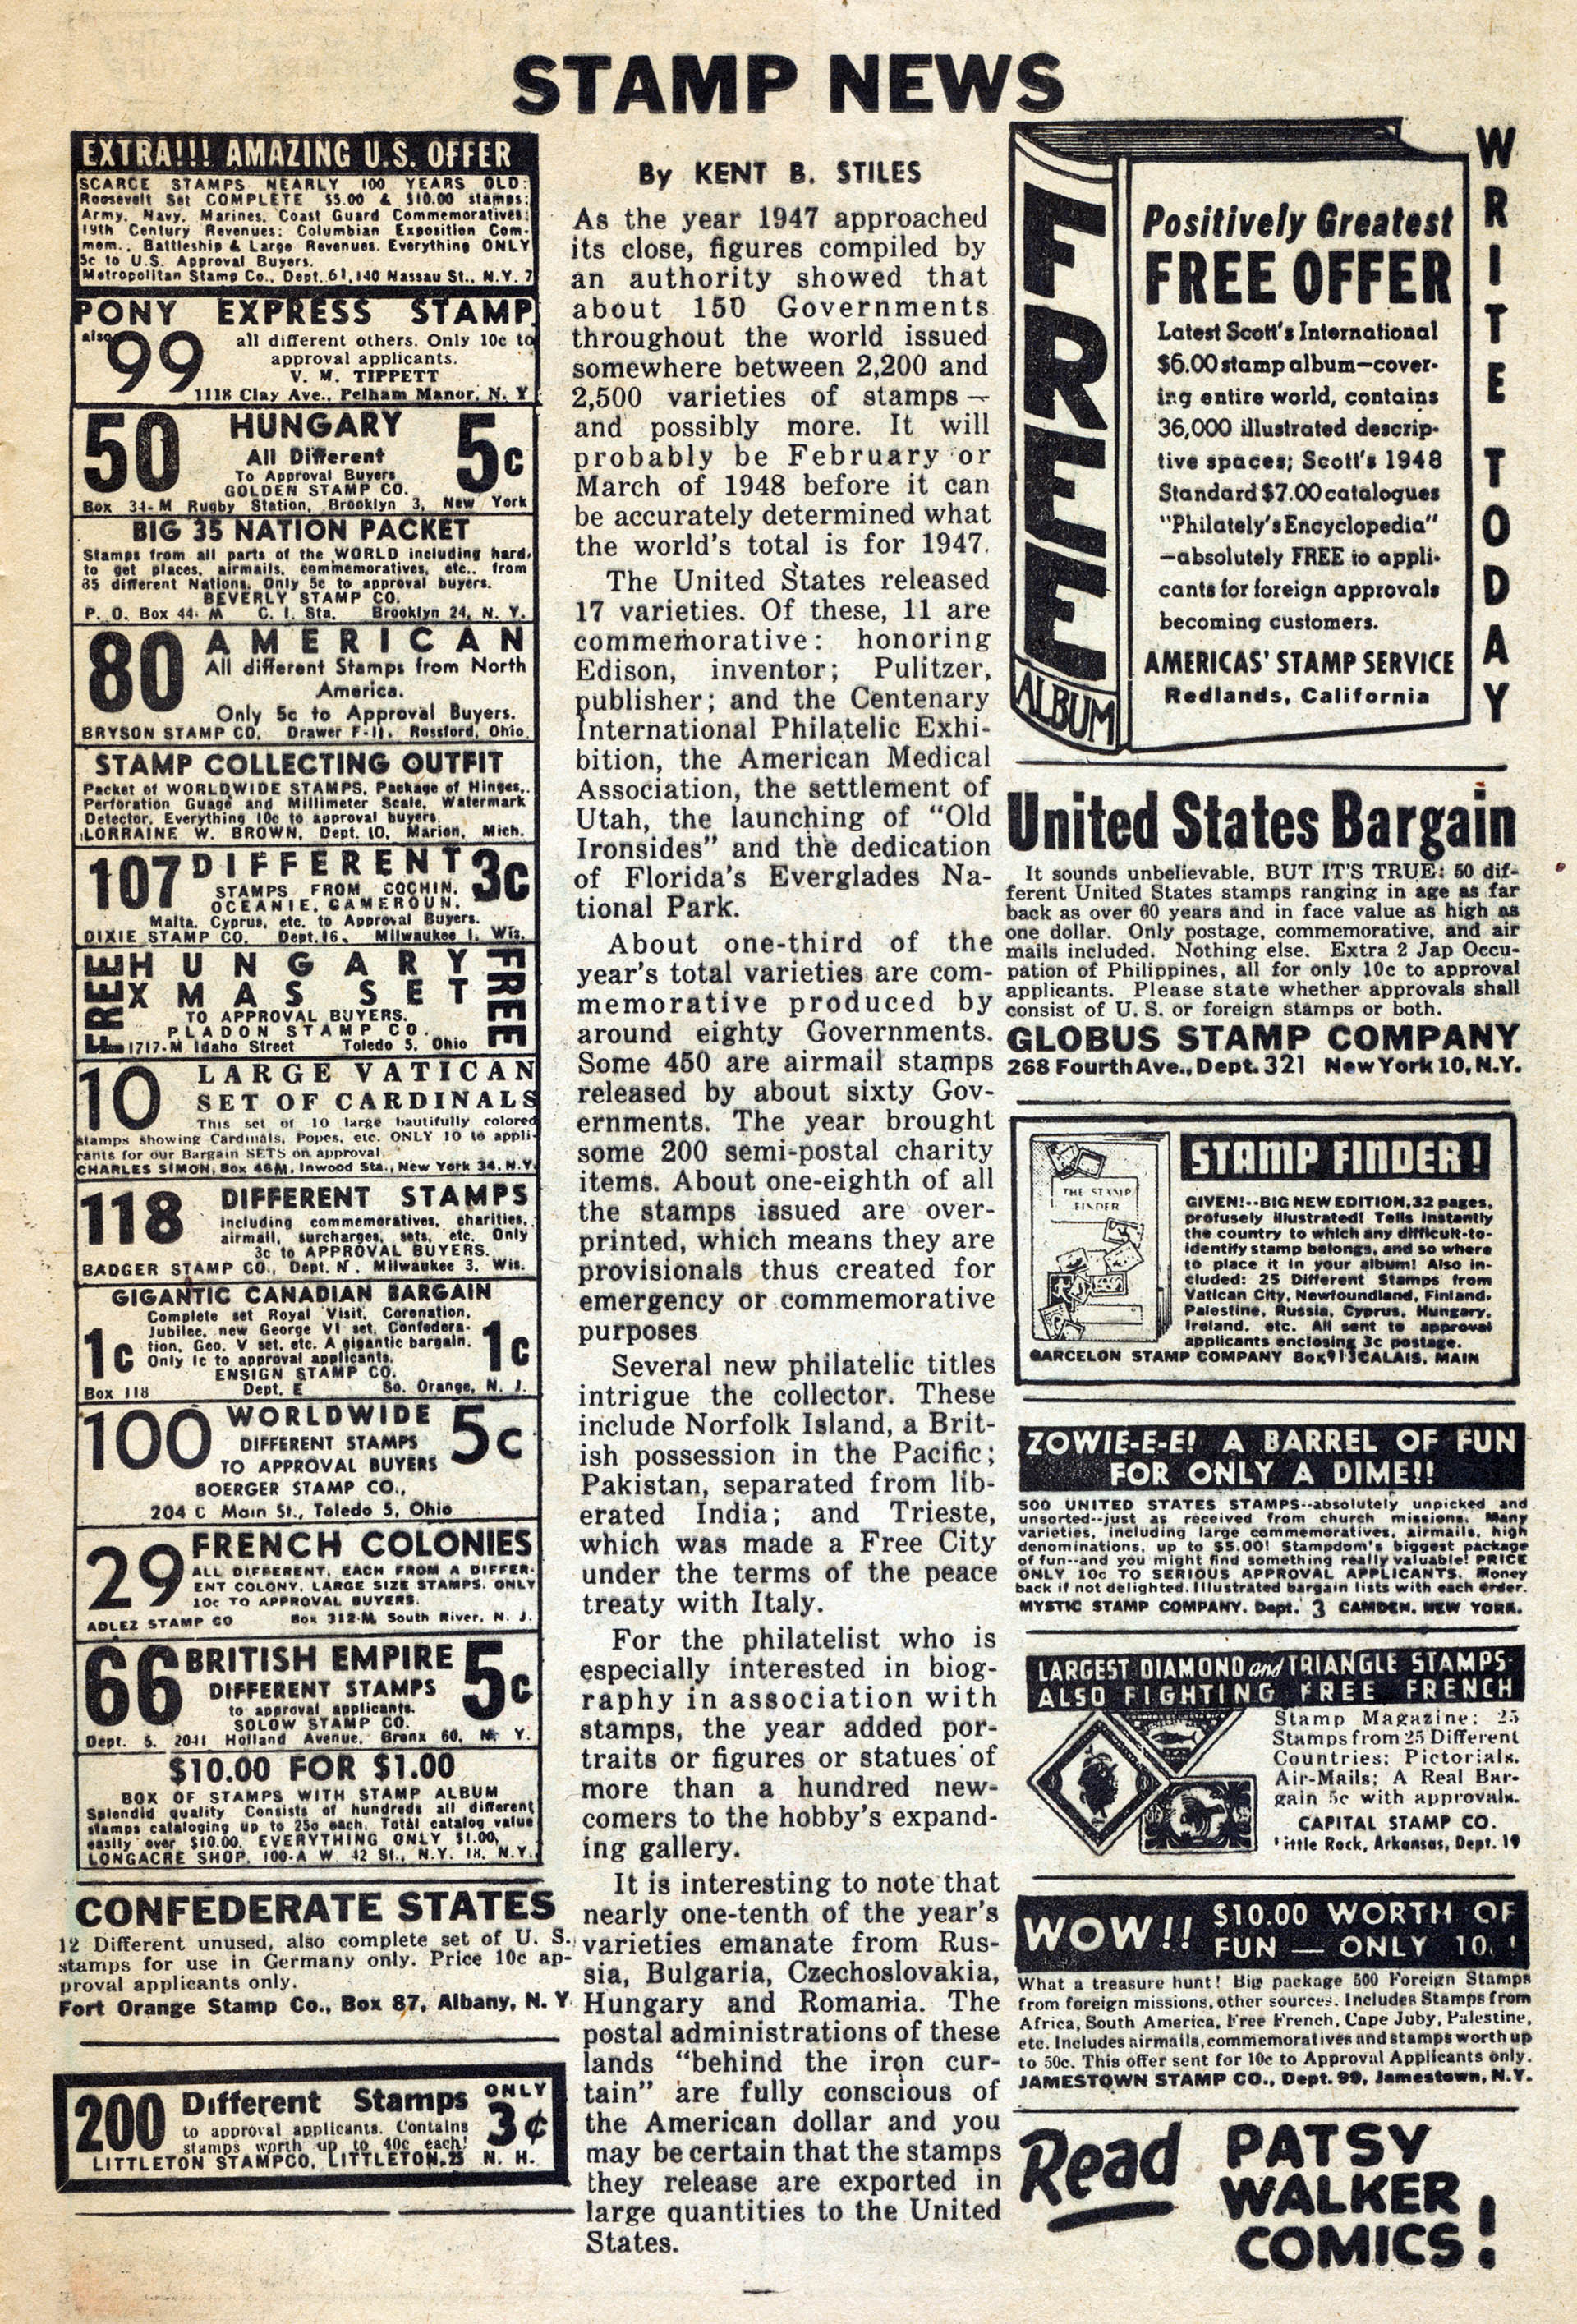 STAMP NEWS
EXTRA!!! AMAZING U.S. OFFER
SCARCE STAMPS NEARLY 100 YEARS OLD:
Roosevelt Set COMPLETE $5.00 & $10.00 stamps:
Army, Navy, Marines, Coast Guard Commemoratives;
19th Century Revenues; Columbian Exposition Com-
mem., Battleship & Large Revenues. Everything ONLY
5c to U.S. Approval Buyers.
Metropolitan Stamp Co., Dept. 61, 140 Nassau St., N.Y. 7
PONY EXPRESS STAMP
also 99 all different others. Only 10c to
approval applicants.
V. M. TIPPETT
1118 Clay Ave., Pelham Manor, N. Y.
50 HUNGARY 5c
All Different
To Approval Buyers
GOLDEN STAMP CO.
Box 34-M Rugby Station, Brooklyn 3, New York
BIG 35 NATION PACKET
Stamps from all parts of the WORLD including hard,
to get places, airmails, commemoratives, etc., from
35 different Nations. Only 5c to approval buyers.
BEVERLY STAMP CO.
P. O. Box 44- M C. I. Sta. Brooklyn 24, N. Y.
80 AMERICAN
All different Stamps from North
America.
Only 5c to Approval Buyers.
BRYSON STAMP CO. Drawer F-11, Rossford, Ohio
STAMP COLLECTING OUTFIT
Packet of WORLDWIDE STAMPS, Package of Hinges,
Perforation Guage and Millimeter Scale, Watermark
Detector. Everything 10c to approval buyers.
LORRAINE W. BROWN, Dept. 10, Marion, Mich.
107 DIFFERENT 3c
STAMPS FROM COCHIN,
OCEANIE, CAMEROUN,
Malta, Cyprus, etc. to Approval Buyers.
DIXIE STAMP CO. Dept. 16, Milwaukee 1, Wis.
FREE HUNGARY FREE
XMAS SET
TO APPROVAL BUYERS.
PLADON STAMP CO.
1717-M Idaho Street Toledo 5, Ohio
10 LARGE VATICAN
SET OF CARDINALS
This set of 10 large bautifully colored
stamps showing Cardinals, Popes, etc. ONLY 10 to appli-
cants for our Bargain SETS on approval
CHARLES SIMON, Box 46M, Inwood Sta., New York 34, N.Y.
118 DIFFERENT STAMPS
including commemoratives, charities,
airmail, surcharges, sets, etc. Only
3c to APPROVAL BUYERS.
BADGER STAMP CO., Dept. N, Milwaukee 3, Wis.
GIGANTIC CANADIAN BARGAIN
1c Complete set Royal Visit, Coronation, 1c
Jubilee, new George VI set, Confedera-
tion, Geo. V set, etc. A gigantic bargain.
Only 1c to approval applicants.
ENSIGN STAMP CO.
Box 118 Dept. E So. Orange, N. J.
100 WORLDWIDE 5c
DIFFERENT STAMPS
TO APPROVAL BUYERS
BOERGER STAMP CO.,
204 C Main St., Toledo 5, Ohio
29 FRENCH COLONIES
ALL DIFFERENT, EACH FROM A DIFFER-
ENT COLONY. LARGE SIZE STAMPS. ONLY
10c TO APPROVAL BUYERS.
ADLEZ STAMP CO Box 312-M, South River, N. J.
66 BRITISH EMPIRE 5c
DIFFERENT STAMPS
to approval applicants.
SOLOW STAMP CO.
Dept. S, 2041 Holland Avenue, Bronx 60, N. Y.
$10.00 FOR $1.00
BOX OF STAMPS WITH STAMP ALBUM
Splendid quality Consists of hundreds all different
stamps cataloging up to 25c each. Total catalog value
easily over $10.00. EVERYTHING ONLY $1.00,
LONGACRE SHOP, 100-A W. 42 St., N.Y. 18, N.Y.
CONFEDERATE STATES
12 Different unused, also complete set of U. S.
stamps for use in Germany only. Price 10c ap-
proval applicants only.
Fort Orange Stamp Co., Box 87, Albany, N. Y.
200 Different Stamps ONLY 3¢
to approval applicants. Contains
stamps worth up to 40c each!
LITTLETON STAMPCO, LITTLETON,25 N. H.
By KENT B. STILES
As the year 1947 approached
its close, figures compiled by
an authority showed that
about 150 Governments
throughout the world issued
somewhere between 2,200 and
2,500 varieties of stamps —
and possibly more. It will
probably be February or
March of 1948 before it can
be accurately determined what
the world's total is for 1947.
The United States released
17 varieties. Of these, 11 are
commemorative: honoring
Edison, inventor; Pulitzer,
publisher; and the Centenary
International Philatelic Exhi-
bition, the American Medical
Association, the settlement of
Utah, the launching of "Old
Ironsides" and the dedication
of Florida's Everglades Na-
tional Park.
About one-third of the
year's total varieties are com-
memorative produced by
around eighty Governments.
Some 450 are airmail stamps
released by about sixty Gov-
ernments. The year brought
some 200 semi-postal charity
items. About one-eighth of all
the stamps issued are over-
printed, which means they are
provisionals thus created for
emergency or commemorative
purposes
Several new philatelic titles
intrigue the collector. These
include Norfolk Island, a Brit-
ish possession in the Pacific;
Pakistan, separated from lib-
erated India; and Trieste,
which was made a Free City
under the terms of the peace
treaty with Italy.
For the philatelist who is
especially interested in biog-
raphy in association with
stamps, the year added por-
traits or figures or statues of
more than a hundred new-
comers to the hobby's expand-
ing gallery.
It is interesting to note that
nearly one-tenth of the year's
varieties emanate from Rus-
sia, Bulgaria, Czechoslovakia,
Hungary and Romania. The
postal administrations of these
lands "behind the iron cur-
tain" are fully conscious of
the American dollar and you
may be certain that the stamps
they release are exported in
large quantities to the United
States.
FREE
ALBUM
WRITE TODAY
Positively Greatest
FREE OFFER
Latest Scott's International
$6.00 stamp album—cover-
ing entire world, contains
36,000 illustrated descrip-
tive spaces; Scott's 1948
Standard $7.00 catalogues
"Philately's Encyclopedia"
—absolutely FREE to appli-
cants for foreign approvals
becoming customers.
AMERICAS' STAMP SERVICE
Redlands, California
United States Bargain
It sounds unbelievable, BUT IT'S TRUE: 50 dif-
ferent United States stamps ranging in age as far
back as over 60 years and in face value as high as
one dollar. Only postage, commemorative, and air
mails included. Nothing else. Extra 2 Jap Occu-
pation of Philippines, all for only 10c to approval
applicants. Please state whether approvals shall
consist of U. S. or foreign stamps or both.
GLOBUS STAMP COMPANY
268 Fourth Ave., Dept. 321 New York 10, N.Y.
THE STAMP
FINDER
STAMP FINDER!
GIVEN!--BIG NEW EDITION, 32 pages,
profusely illustrated! Tells instantly
the country to which any difficult-to-
identify stamp belongs, and so where
to place it in your album! Also in-
cluded: 25 Different Stamps from
Vatican City, Newfoundland, Finland,
Palestine, Russia, Cyprus, Hungary,
Ireland, etc. All sent to approval
applicants enclosing 3c postage.
GARCELON STAMP COMPANY Box 913 CALAIS, MAIN
ZOWIE-E-E! A BARREL OF FUN
FOR ONLY A DIME!!
500 UNITED STATES STAMPS--absolutely unpicked and
unsorted--just as received from church missions. Many
varieties, including large commemoratives, airmails, high
denominations, up to $5.00! Stampdom's biggest package
of fun--and you might find something really valuable! PRICE
ONLY 10c TO SERIOUS APPROVAL APPLICANTS. Money
back if not delighted. Illustrated bargain lists with each order.
MYSTIC STAMP COMPANY, Dept. 3 CAMDEN, NEW YORK.
LARGEST DIAMOND and TRIANGLE STAMPS
ALSO FIGHTING FREE FRENCH
Stamp Magazine: 25
Stamps from 25 Different
Countries; Pictorials,
Air-Mails; A Real Bar-
gain 5c with approvals.
CAPITAL STAMP CO.
Little Rock, Arkansas, Dept. 19
WOW!! $10.00 WORTH OF
FUN — ONLY 10 !
What a treasure hunt! Big package 500 Foreign Stamps
from foreign missions, other sources. Includes Stamps from
Africa, South America, Free French, Cape Juby, Palestine,
etc. Includes airmails, commemoratives and stamps worth up
to 50c. This offer sent for 10c to Approval Applicants only.
JAMESTOWN STAMP CO., Dept. 99, Jamestown, N.Y.
Read PATSY
WALKER
COMICS!